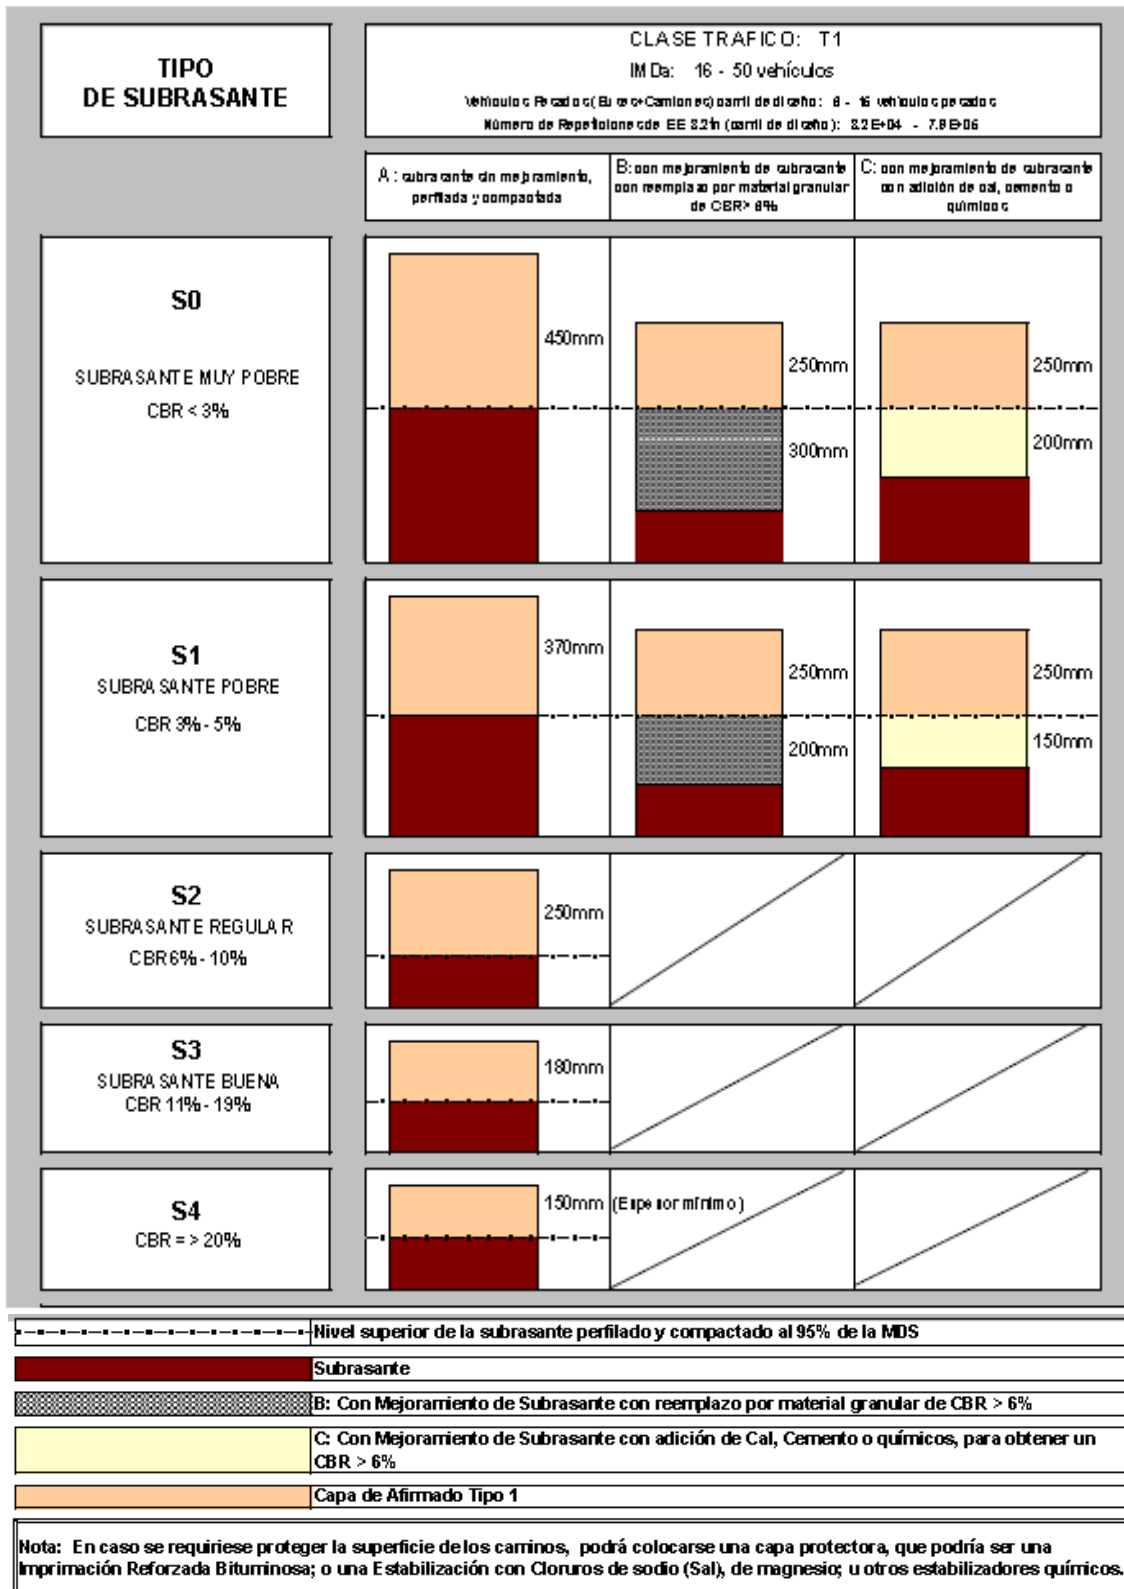 TIPO
DE SUBRASANTE
CLASE TRAFICO: T1
IMDa: 16 - 50 vehículos
Vehículos Pesados (Buses+Camiones) carril de diseño: 6 - 15 vehículos pesados
Número de Repeticiones de EE 8.2tn (carril de diseño):
A: subrasante sin mejoramiento,
perfilada y compactada
B: con mejoramiento de subrasante
con reemplazo por material granular
de CBR> 6%
C: con mejoramiento de subrasante
con adición de cal, cemento o
químicos
S0
SUBRASANTE MUY POBRE
CBR < 3%
450mm
250mm
300mm
250mm
200mm
S1
SUBRASANTE POBRE
CBR 3% - 5%
370mm
250mm
200mm
250mm
150mm
S2
SUBRASANTE REGULAR
CBR 6% - 10%
250mm
S3
SUBRASANTE BUENA
CBR 11% - 19%
180mm
S4
CBR = > 20%
150mm (Espesor mínimo)
Nivel superior de la subrasante perfilado y compactado al 95% de la MDS
Subrasante
B: Con Mejoramiento de Subrasante con reemplazo por material granular de CBR > 6%
C: Con Mejoramiento de Subrasante con adición de Cal, Cemento o químicos, para obtener un
CBR > 6%
Capa de Afirmado Tipo 1
Nota: En caso se requiriese proteger la superficie de los caminos, podrá colocarse una capa protectora, que podría ser una
Imprimación Reforzada Bituminosa; o una Estabilización con Cloruros de sodio (Sal), de magnesio; u otros estabilizadores químicos.